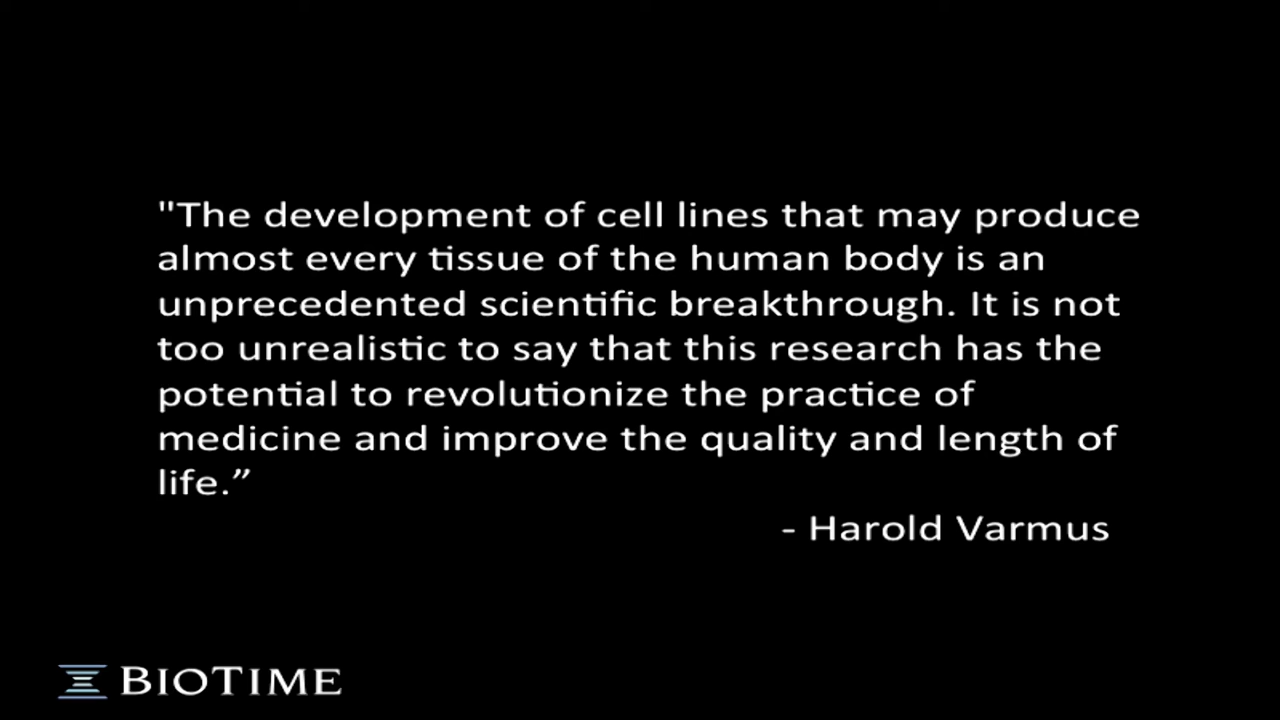 "The development of cell lines that may produce
almost every tissue of the human body is an
unprecedented scientific breakthrough. It is not
too unrealistic to say that this research has the
potential to revolutionize the practice of
medicine and improve the quality and length of
life.”
- Harold Varmus
BIOTIME